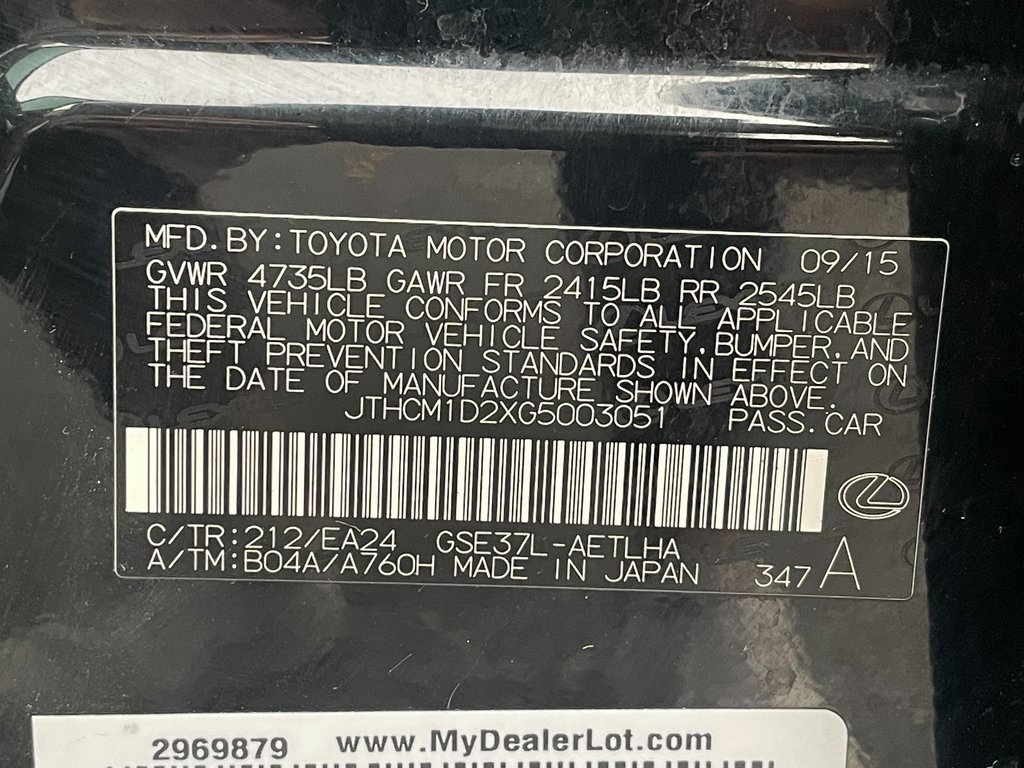 MFD.BY:TOYOTA MOTOR CORPORATION 09/15
GVWR 4735LB GAWR FR 2415LB RR 2545LB
THIS VEHICLE CONFORMS TO ALL APPLICABLE
FEDERAL MOTOR VEHICLE SAFETY,BUMPER,AND
THEFT PREVENTION STANDARDS IN EFFECT ON
THE DATE OF MANUFACTURE SHOWN ABOVE.
JTHCM1D2XG5003051 PASS.CAR
C/TR:212/EA24 GSE37L-AETLHA
A/TM:B04A/A760H MADE IN JAPAN 347 A
2969879 www.MyDealerLot.com